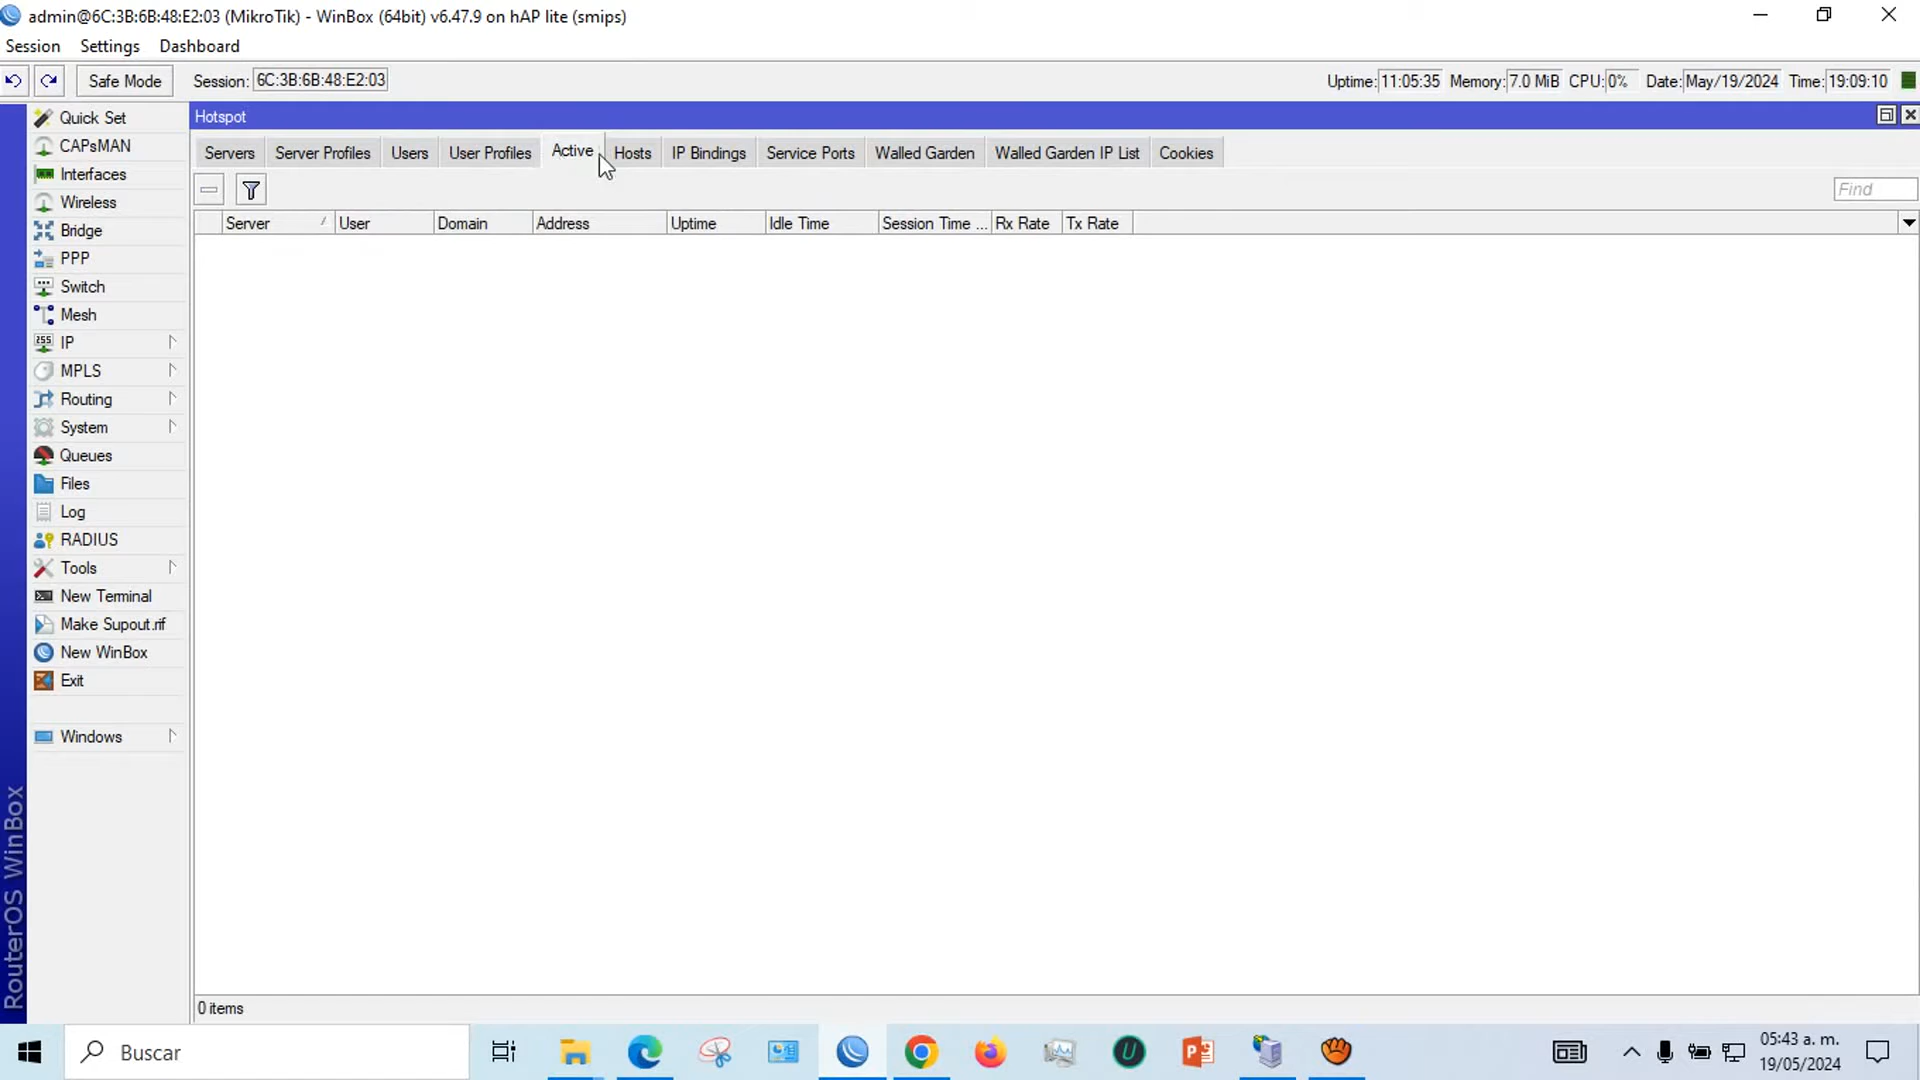 admin@6C:3B:6B:48:E2:03 (MikroTik) - WinBox (64bit) v6.47.9 on hAP lite (smips)
Session Settings Dashboard
Safe Mode Session: 6C:3B:6B:48:E2:03 Uptime: 11:05:35 Memory: 7.0 MiB CPU: 0% Date: May/19/2024 Time: 19:09:10
Quick Set
CAPsMAN
Interfaces
Wireless
Bridge
PPP
Switch
Mesh
IP
MPLS
Routing
System
Queues
Files
Log
RADIUS
Tools
New Terminal
Make Supout.rif
New WinBox
Exit
Windows
RouterOS WinBox
Hotspot
Servers Server Profiles Users User Profiles Active Hosts IP Bindings Service Ports Walled Garden Walled Garden IP List Cookies
Find
Server User Domain Address Uptime Idle Time Session Time ... Rx Rate Tx Rate
0 items
Buscar
05:43 a. m.
19/05/2024